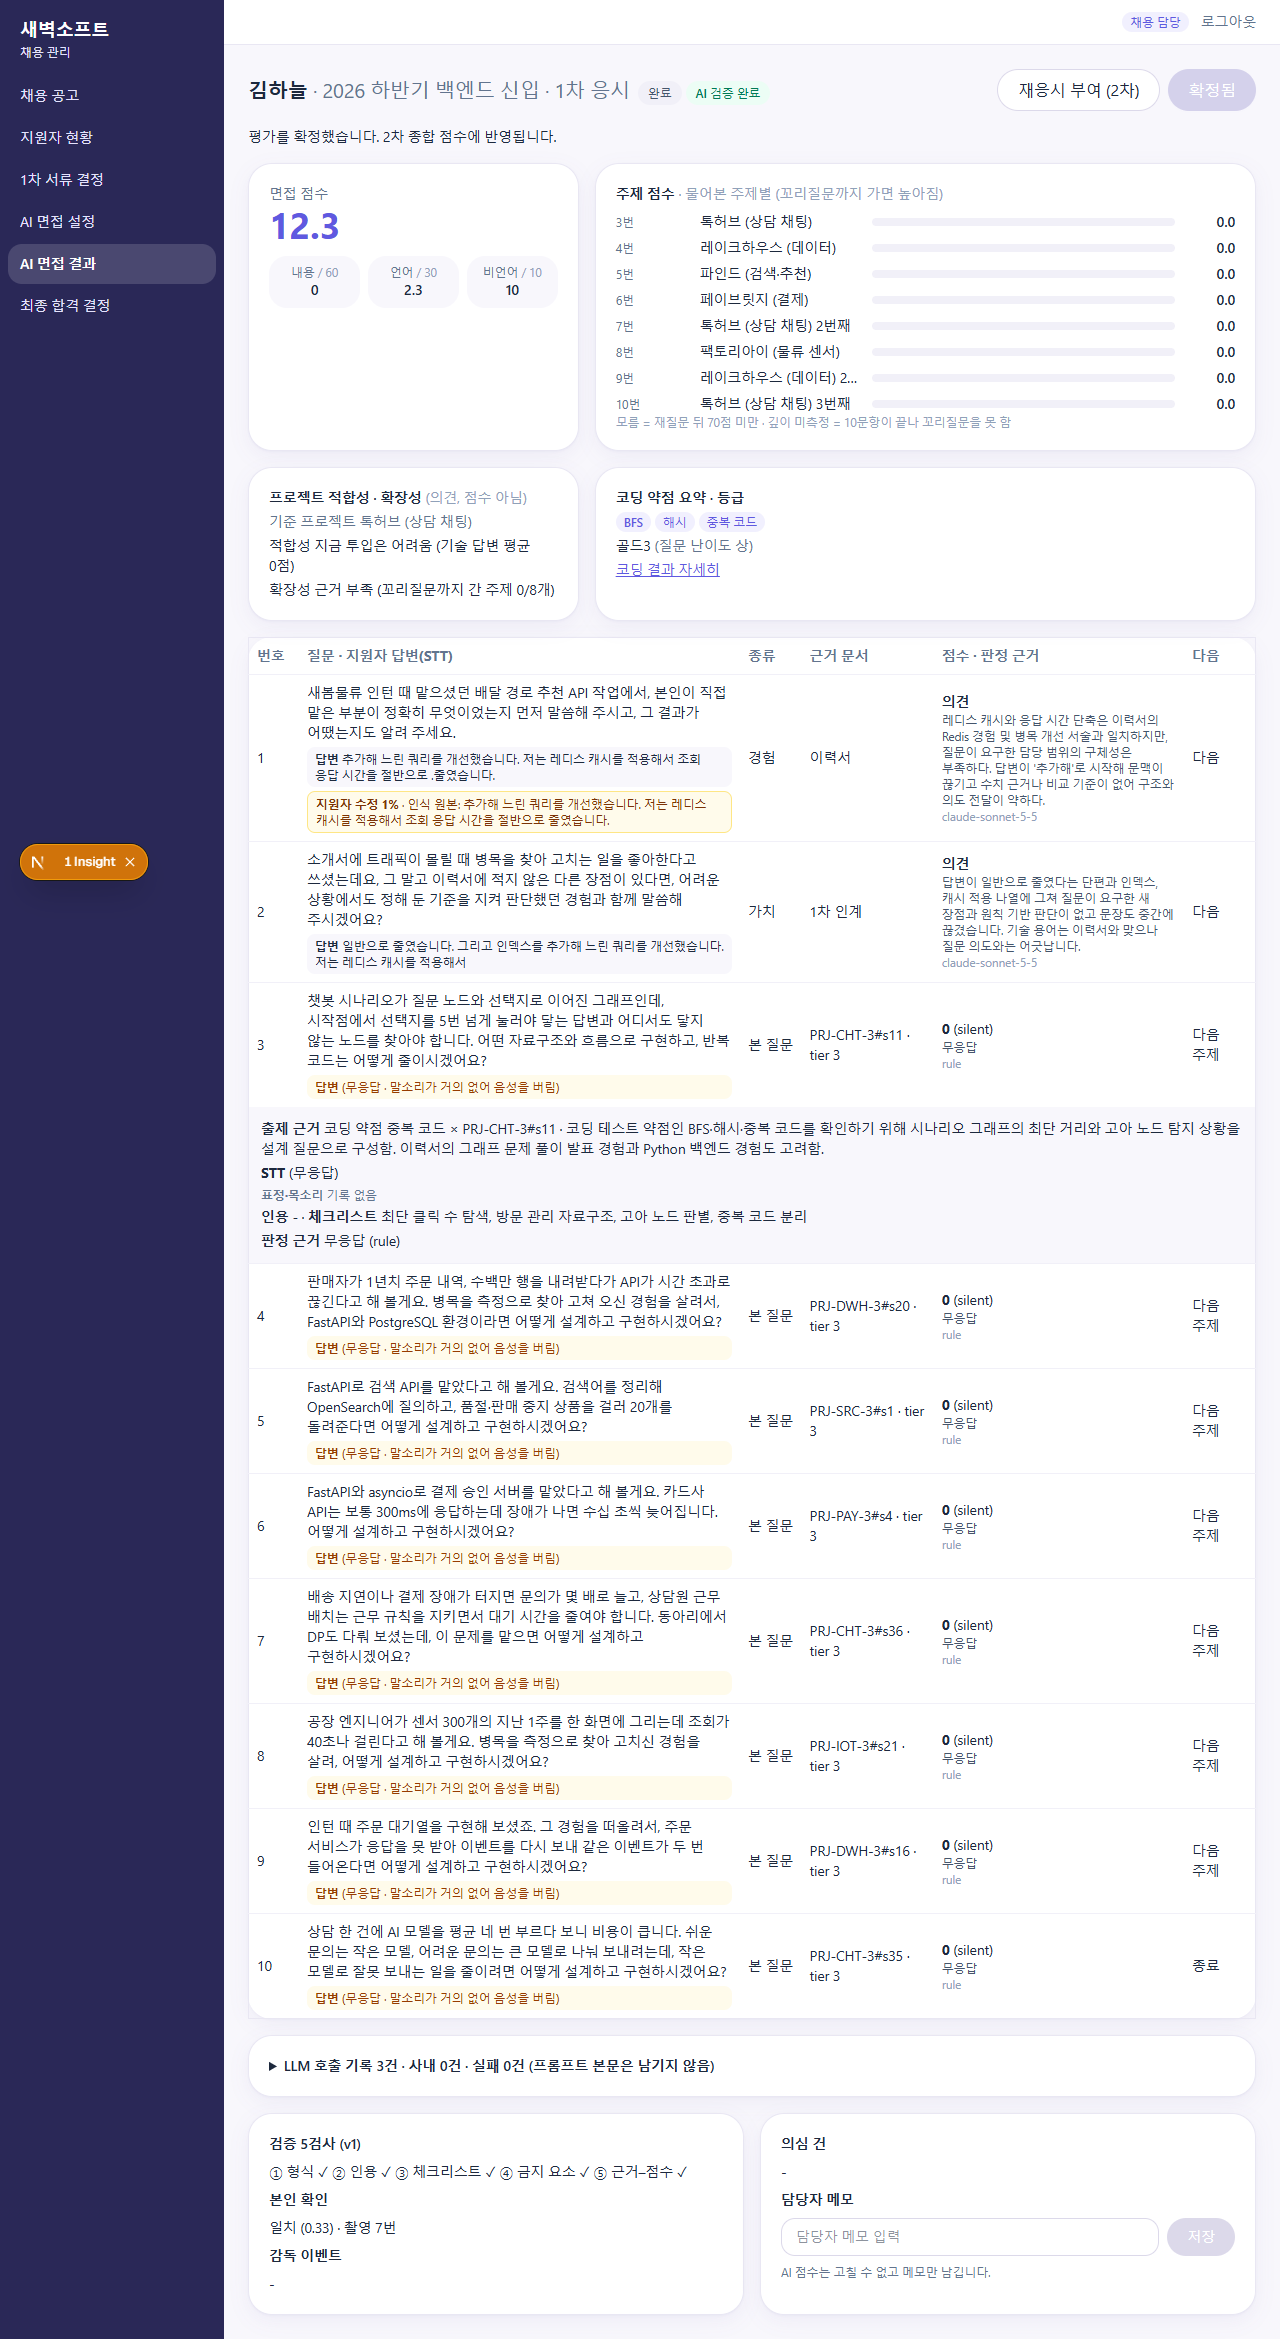 새벽소프트
채용 관리
채용 공고
지원자 현황
1차 서류 결정
AI 면접 설정
AI 면접 결과
최종 합격 결정
1 Insight ×
채용 담당 로그아웃
김하늘 · 2026 하반기 백엔드 신입 · 1차 응시 완료 AI 검증 완료
재응시 부여 (2차) 확정됨
평가를 확정했습니다. 2차 종합 점수에 반영됩니다.
면접 점수
12.3
내용 / 60 언어 / 30 비언어 / 10
0 2.3 10
주제 점수 · 물어본 주제별 (꼬리질문까지 가면 높아짐)
3번 톡허브 (상담 채팅) 0.0
4번 레이크하우스 (데이터) 0.0
5번 파인드 (검색·추천) 0.0
6번 페이브릿지 (결제) 0.0
7번 톡허브 (상담 채팅) 2번째 0.0
8번 팩토리아이 (물류 센서) 0.0
9번 레이크하우스 (데이터) 2... 0.0
10번 톡허브 (상담 채팅) 3번째 0.0
모름 = 재질문 뒤 70점 미만 · 깊이 미측정 = 10문항이 끝나 꼬리질문을 못 함
프로젝트 적합성 · 확장성 (의견, 점수 아님)
기준 프로젝트 톡허브 (상담 채팅)
적합성 지금 투입은 어려움 (기술 답변 평균
0점)
확장성 근거 부족 (꼬리질문까지 간 주제 0/8개)
코딩 약점 요약 · 등급
BFS 해시 중복 코드
골드3 (질문 난이도 상)
코딩 결과 자세히
번호 질문 · 지원자 답변(STT) 종류 근거 문서 점수 · 판정 근거 다음
1
새봄물류 인턴 때 맡으셨던 배달 경로 추천 API 작업에서, 본인이 직접
맡은 부분이 정확히 무엇이었는지 먼저 말씀해 주시고, 그 결과가
어땠는지도 알려 주세요.
답변 추가해 느린 쿼리를 개선했습니다. 저는 레디스 캐시를 적용해서 조회
응답 시간을 절반으로 .줄였습니다.
지원자 수정 1% · 인식 원본: 추가해 느린 쿼리를 개선했습니다. 저는 레디스
캐시를 적용해서 조회 응답 시간을 절반으로 줄였습니다.
경험
이력서
의견
레디스 캐시와 응답 시간 단축은 이력서의
Redis 경험 및 병목 개선 서술과 일치하지만,
질문이 요구한 담당 범위의 구체성은
부족하다. 답변이 '추가해'로 시작해 문맥이
끊기고 수치 근거나 비교 기준이 없어 구조와
의도 전달이 약하다.
claude-sonnet-5-5
다음
2
소개서에 트래픽이 몰릴 때 병목을 찾아 고치는 일을 좋아한다고
쓰셨는데요, 그 말고 이력서에 적지 않은 다른 장점이 있다면, 어려운
상황에서도 정해 둔 기준을 지켜 판단했던 경험과 함께 말씀해
주시겠어요?
답변 일반으로 줄였습니다. 그리고 인덱스를 추가해 느린 쿼리를 개선했습니다.
저는 레디스 캐시를 적용해서
가치
1차 인계
의견
답변이 일반으로 줄였다는 단편과 인덱스,
캐시 적용 나열에 그쳐 질문이 요구한 새
장점과 원칙 기반 판단이 없고 문장도 중간에
끊겼습니다. 기술 용어는 이력서와 맞으나
질문 의도와는 어긋납니다.
claude-sonnet-5-5
다음
3
챗봇 시나리오가 질문 노드와 선택지로 이어진 그래프인데,
시작점에서 선택지를 5번 넘게 눌러야 닿는 답변과 어디서도 닿지
않는 노드를 찾아야 합니다. 어떤 자료구조와 흐름으로 구현하고, 반복
코드는 어떻게 줄이시겠어요?
답변 (무응답 · 말소리가 거의 없어 음성을 버림)
본 질문
PRJ-CHT-3#s11 ·
tier 3
0 (silent)
무응답
rule
다음
주제
출제 근거 코딩 약점 중복 코드 × PRJ-CHT-3#s11 · 코딩 테스트 약점인 BFS·해시·중복 코드를 확인하기 위해 시나리오 그래프의 최단 거리와 고아 노드 탐지 상황을
설계 질문으로 구성함. 이력서의 그래프 문제 풀이 발표 경험과 Python 백엔드 경험도 고려함.
STT (무응답)
표정·목소리 기록 없음
인용 - · 체크리스트 최단 클릭 수 탐색, 방문 관리 자료구조, 고아 노드 판별, 중복 코드 분리
판정 근거 무응답 (rule)
4
판매자가 1년치 주문 내역, 수백만 행을 내려받다가 API가 시간 초과로
끊긴다고 해 볼게요. 병목을 측정으로 찾아 고쳐 오신 경험을 살려서,
FastAPI와 PostgreSQL 환경이라면 어떻게 설계하고 구현하시겠어요?
답변 (무응답 · 말소리가 거의 없어 음성을 버림)
본 질문
PRJ-DWH-3#s20 ·
tier 3
0 (silent)
무응답
rule
다음
주제
5
FastAPI로 검색 API를 맡았다고 해 볼게요. 검색어를 정리해
OpenSearch에 질의하고, 품절·판매 중지 상품을 걸러 20개를
돌려준다면 어떻게 설계하고 구현하시겠어요?
답변 (무응답 · 말소리가 거의 없어 음성을 버림)
본 질문
PRJ-SRC-3#s1 · tier
3
0 (silent)
무응답
rule
다음
주제
6
FastAPI와 asyncio로 결제 승인 서버를 맡았다고 해 볼게요. 카드사
API는 보통 300ms에 응답하는데 장애가 나면 수십 초씩 늦어집니다.
어떻게 설계하고 구현하시겠어요?
답변 (무응답 · 말소리가 거의 없어 음성을 버림)
본 질문
PRJ-PAY-3#s4 · tier
3
0 (silent)
무응답
rule
다음
주제
7
배송 지연이나 결제 장애가 터지면 문의가 몇 배로 늘고, 상담원 근무
배치는 근무 규칙을 지키면서 대기 시간을 줄여야 합니다. 동아리에서
DP도 다뤄 보셨는데, 이 문제를 맡으면 어떻게 설계하고
구현하시겠어요?
답변 (무응답 · 말소리가 거의 없어 음성을 버림)
본 질문
PRJ-CHT-3#s36 ·
tier 3
0 (silent)
무응답
rule
다음
주제
8
공장 엔지니어가 센서 300개의 지난 1주를 한 화면에 그리는데 조회가
40초나 걸린다고 해 볼게요. 병목을 측정으로 찾아 고치신 경험을
살려, 어떻게 설계하고 구현하시겠어요?
답변 (무응답 · 말소리가 거의 없어 음성을 버림)
본 질문
PRJ-IOT-3#s21 ·
tier 3
0 (silent)
무응답
rule
다음
주제
9
인턴 때 주문 대기열을 구현해 보셨죠. 그 경험을 떠올려서, 주문
서비스가 응답을 못 받아 이벤트를 다시 보내 같은 이벤트가 두 번
들어온다면 어떻게 설계하고 구현하시겠어요?
답변 (무응답 · 말소리가 거의 없어 음성을 버림)
본 질문
PRJ-DWH-3#s16 ·
tier 3
0 (silent)
무응답
rule
다음
주제
10
상담 한 건에 AI 모델을 평균 네 번 부르다 보니 비용이 큽니다. 쉬운
문의는 작은 모델, 어려운 문의는 큰 모델로 나눠 보내려는데, 작은
모델로 잘못 보내는 일을 줄이려면 어떻게 설계하고 구현하시겠어요?
답변 (무응답 · 말소리가 거의 없어 음성을 버림)
본 질문
PRJ-CHT-3#s35 ·
tier 3
0 (silent)
무응답
rule
종료
▶ LLM 호출 기록 3건 · 사내 0건 · 실패 0건 (프롬프트 본문은 남기지 않음)
검증 5검사 (v1)
① 형식 ✓ ② 인용 ✓ ③ 체크리스트 ✓ ④ 금지 요소 ✓ ⑤ 근거–점수 ✓
본인 확인
일치 (0.33) · 촬영 7번
감독 이벤트
-
의심 건
-
담당자 메모
담당자 메모 입력 저장
AI 점수는 고칠 수 없고 메모만 남깁니다.